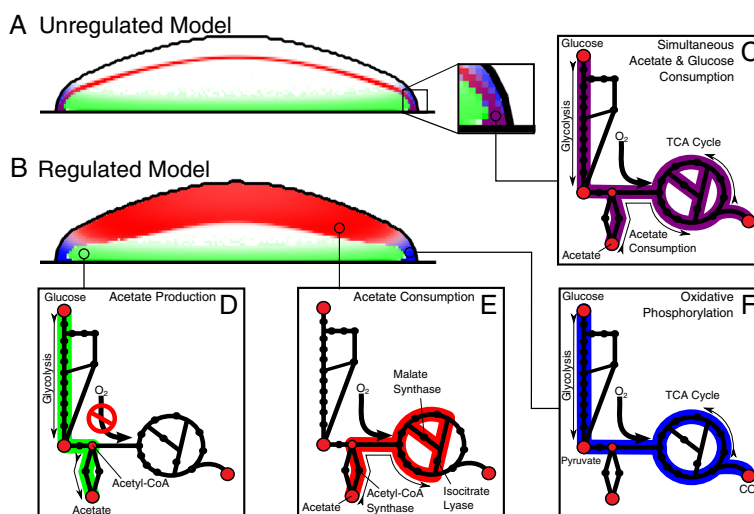 A Unregulated Model
B Regulated Model
C
Simultaneous
Acetate & Glucose
Consumption
Glucose
Glycolysis
O2
TCA Cycle
Acetate
Consumption
Acetate
D
Acetate Production
Glucose
Glycolysis
O2
Acetyl-CoA
Acetate
E
Acetate Consumption
Malate
Synthase
O2
Acetate
Acetyl-CoA
Synthase
Isocitrate
Lyase
F
Oxidative
Phosphorylation
Glucose
Glycolysis
O2
TCA Cycle
Pyruvate